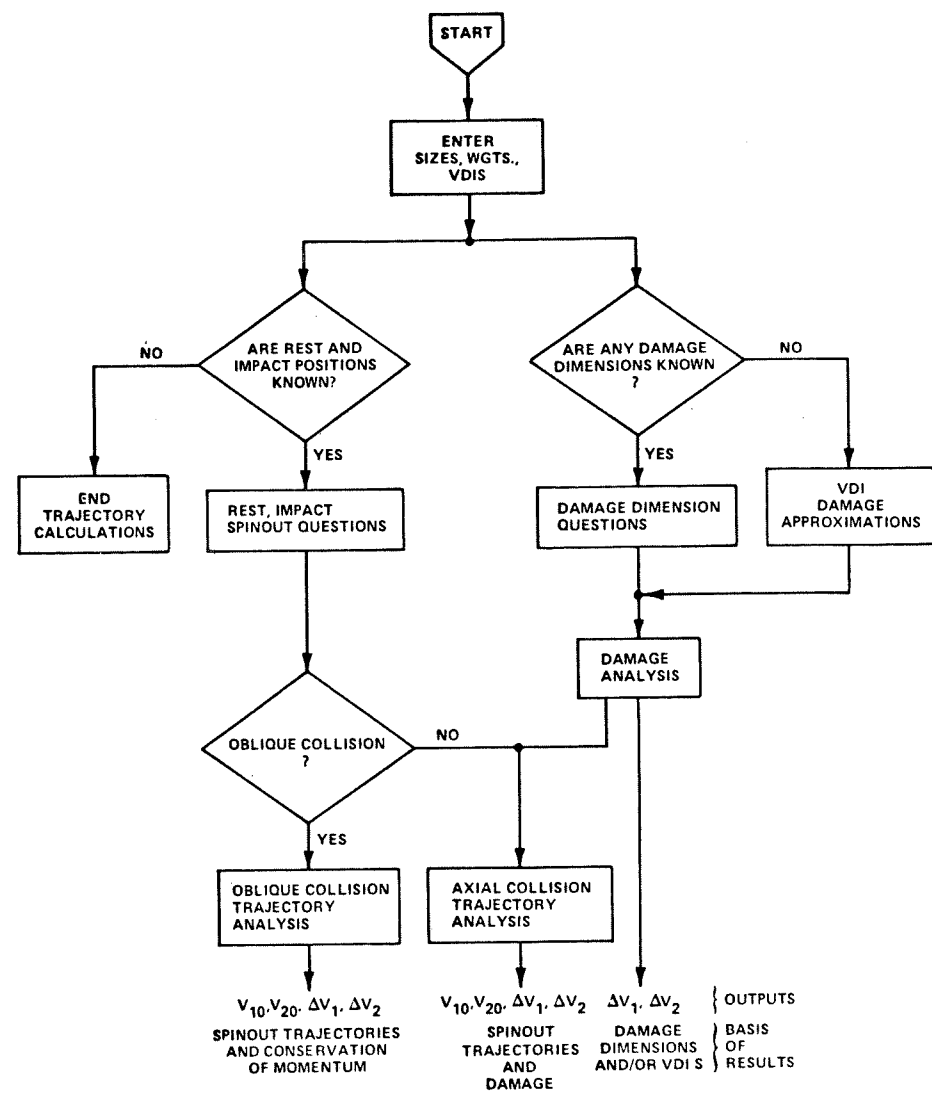 START
ENTER
SIZES, WGTS.,
VDIS
ARE REST AND
IMPACT POSITIONS
KNOWN?
NO
YES
ARE ANY DAMAGE
DIMENSIONS KNOWN
?
NO
YES
END
TRAJECTORY
CALCULATIONS
REST, IMPACT
SPINOUT QUESTIONS
DAMAGE DIMENSION
QUESTIONS
VDI
DAMAGE
APPROXIMATIONS
DAMAGE
ANALYSIS
OBLIQUE COLLISION
?
NO
YES
OBLIQUE COLLISION
TRAJECTORY
ANALYSIS
AXIAL COLLISION
TRAJECTORY
ANALYSIS
V10, V20, ΔV1, ΔV2
SPINOUT TRAJECTORIES
AND CONSERVATION
OF MOMENTUM
V10, V20, ΔV1, ΔV2
SPINOUT
TRAJECTORIES
AND
DAMAGE
ΔV1, ΔV2
DAMAGE
DIMENSIONS
AND/OR VDI S
OUTPUTS
BASIS
OF
RESULTS